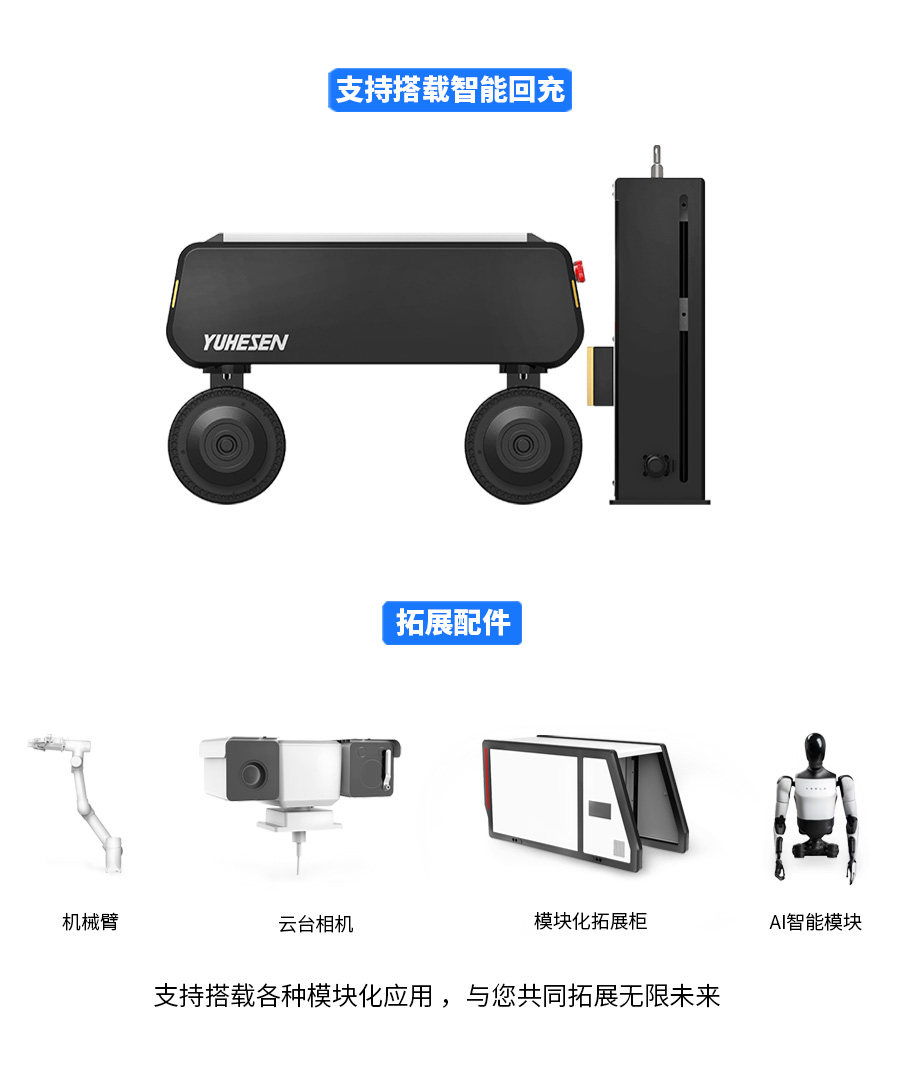 支持搭载智能回充
YUHESEN
拓展配件
TESLA
机械臂
云台相机
模块化拓展柜
AI智能模块
支持搭载各种模块化应用，与您共同拓展无限未来